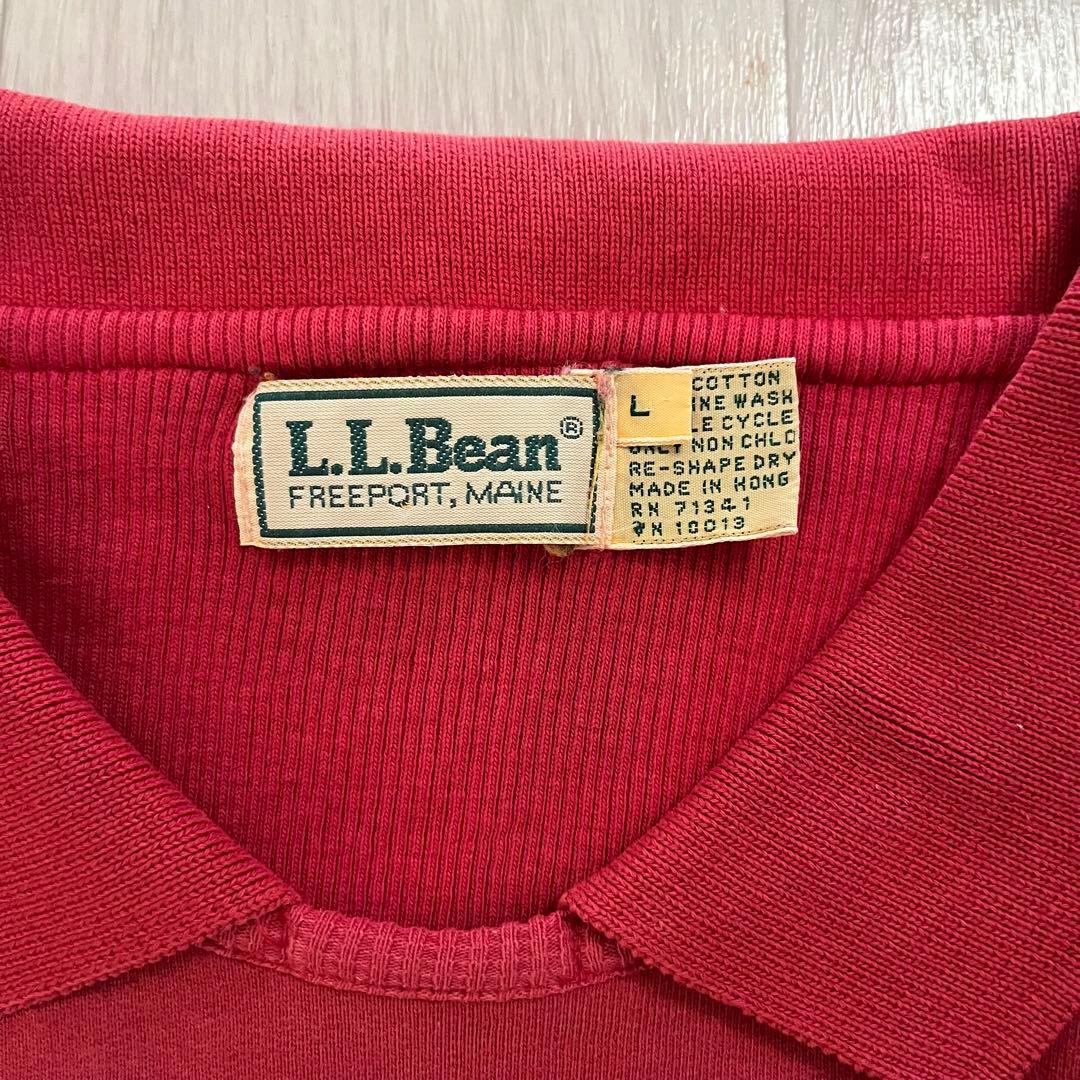 L.L.Bean®
FREEPORT, MAINE
L
COTTON
INE WASH
LE CYCLE
ONLY NON CHLO
RE-SHAPE DRY
MADE IN HONG
RN 71341
10013